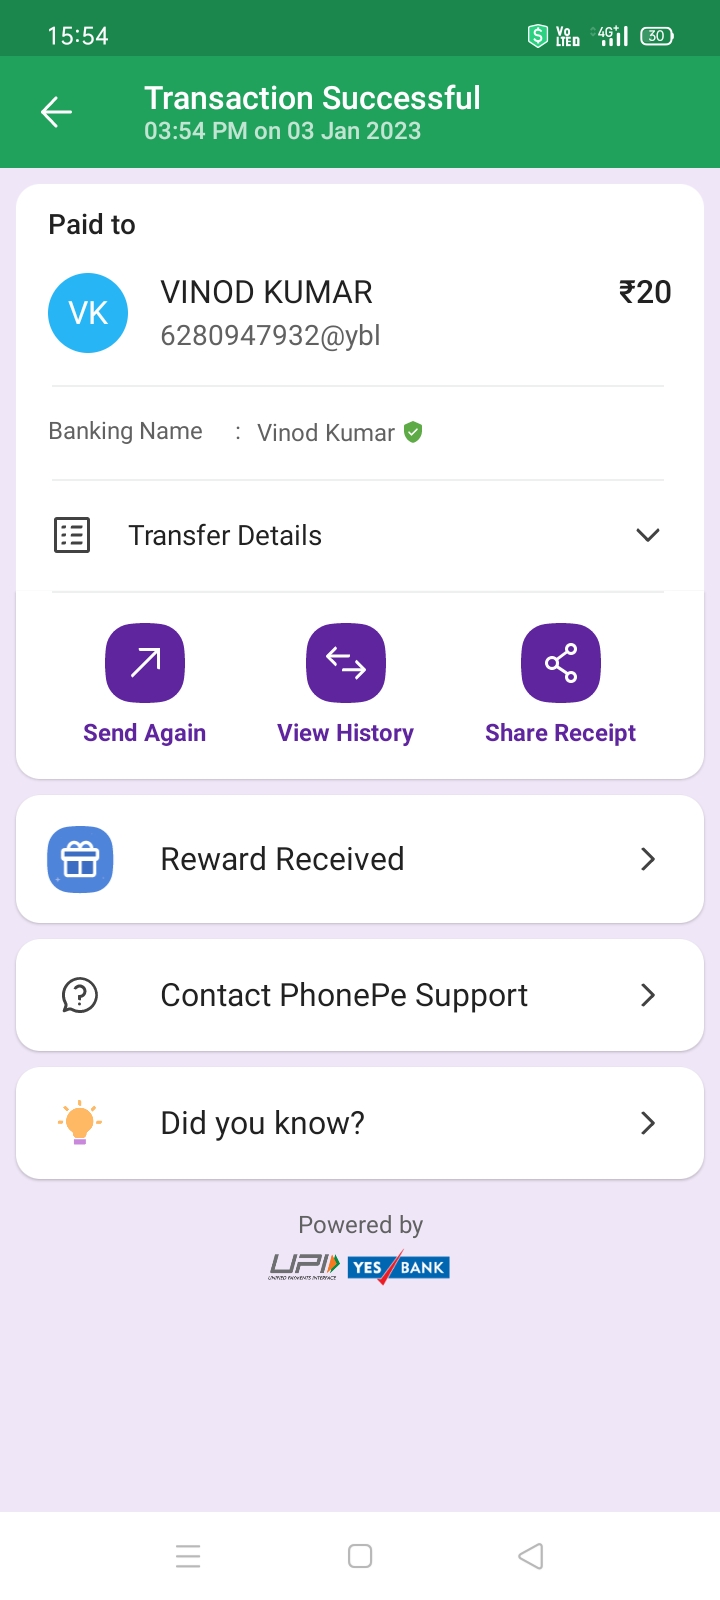 15:54
Vo LTED 4G+ 30
Transaction Successful
03:54 PM on 03 Jan 2023
Paid to
VK
VINOD KUMAR ₹20
6280947932@ybl
Banking Name : Vinod Kumar
Transfer Details
Send Again View History Share Receipt
Reward Received
Contact PhonePe Support
Did you know?
Powered by
UPI YES BANK
UNIFIED PAYMENTS INTERFACE